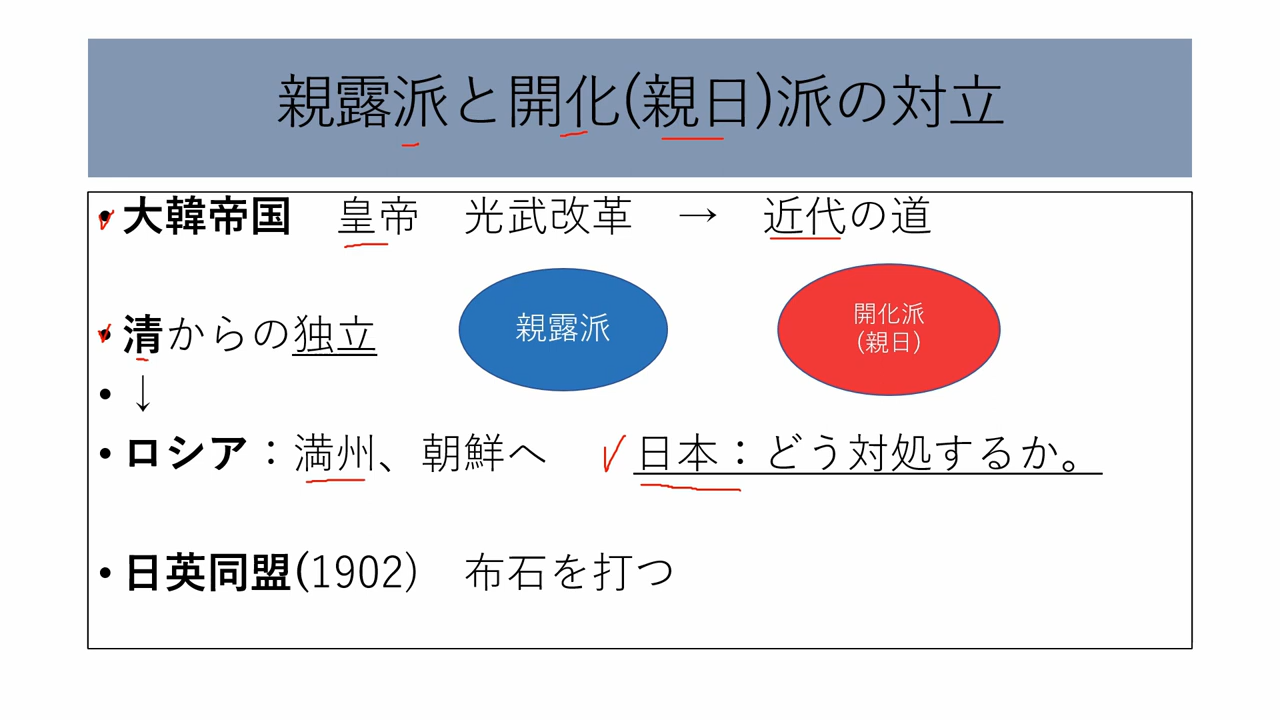 親露派と開化(親日)派の対立
• 大韓帝国　皇帝　光武改革　→　近代の道
親露派
開化派
(親日)
• 清からの独立
• ↓
• ロシア：満州、朝鮮へ　日本：どう対処するか。
• 日英同盟(1902)　布石を打つ